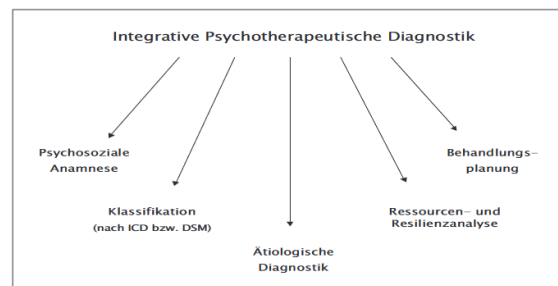 Integrative Psychotherapeutische Diagnostik
Psychosoziale
Anamnese
Klassifikation
(nach ICD bzw. DSM)
Ätiologische
Diagnostik
Ressourcen- und
Resilienzanalyse
Behandlungs-
planung